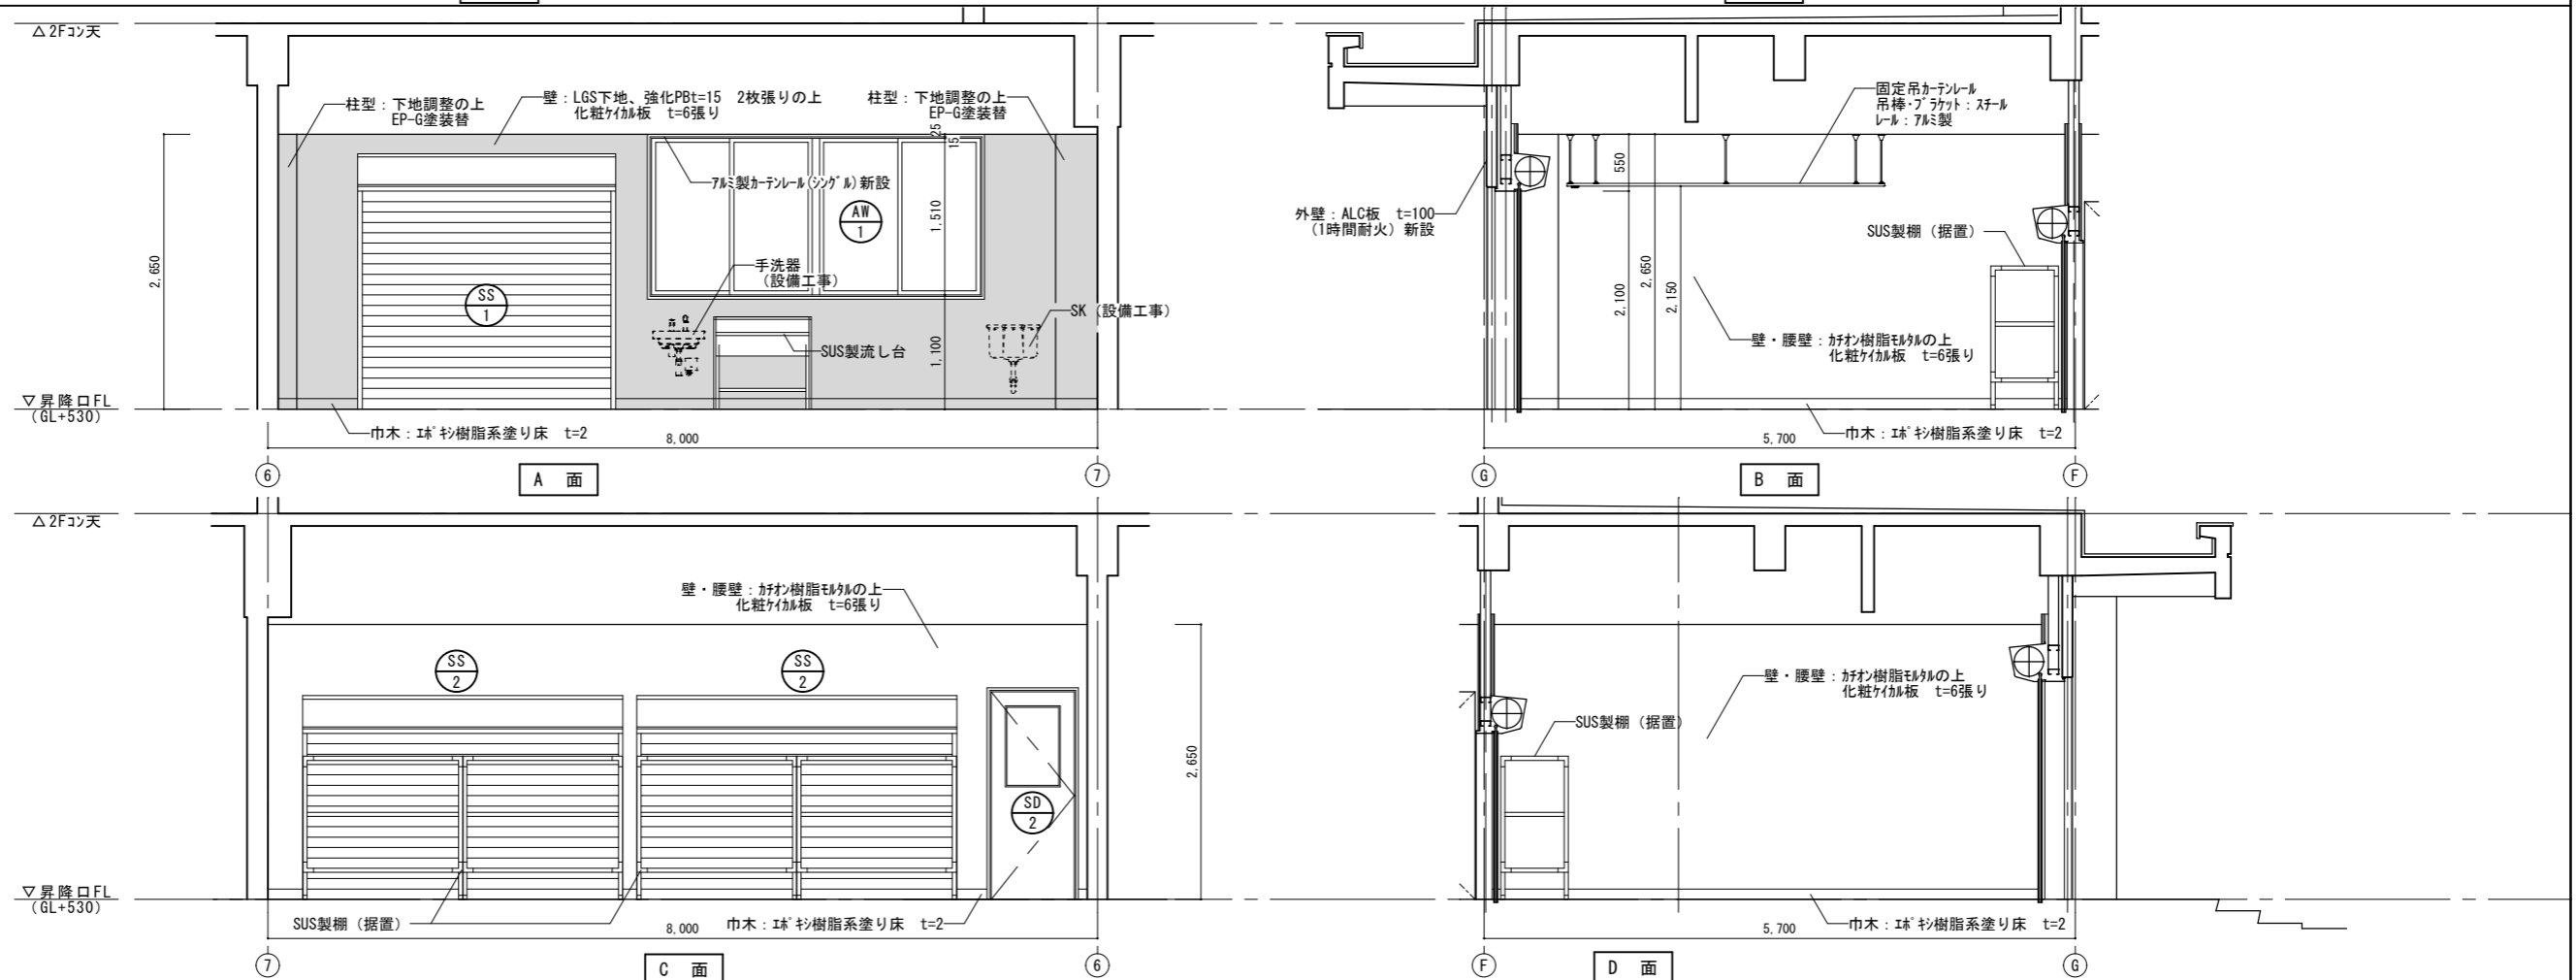 △2Fコン天
柱型：下地調整の上
EP-G塗装替
壁：LGS下地、強化PBt=15 2枚張りの上
化粧ケイカル板 t=6張り
柱型：下地調整の上
EP-G塗装替
25
15
アルミ製カーテンレール(シングル)新設
AW
1
1,510
2,650
手洗器
（設備工事）
SS
1
SK（設備工事）
SUS製流し台
1,100
▽昇降口FL
(GL+530)
巾木：エポキシ樹脂系塗り床 t=2
8,000
6
A 面
7
固定吊カーテンレール
吊棒・ブラケット：スチール
レール：アルミ製
550
外壁：ALC板 t=100
（1時間耐火）新設
SUS製棚（据置）
2,100
2,650
2,150
壁・腰壁：カチオン樹脂モルタルの上
化粧ケイカル板 t=6張り
5,700
巾木：エポキシ樹脂系塗り床 t=2
G
B 面
F
△2Fコン天
壁・腰壁：カチオン樹脂モルタルの上
化粧ケイカル板 t=6張り
SS
2
SS
2
2,650
SD
2
▽昇降口FL
(GL+530)
SUS製棚（据置）
8,000
巾木：エポキシ樹脂系塗り床 t=2
7
C 面
6
壁・腰壁：カチオン樹脂モルタルの上
化粧ケイカル板 t=6張り
SUS製棚（据置）
5,700
巾木：エポキシ樹脂系塗り床 t=2
F
D 面
G